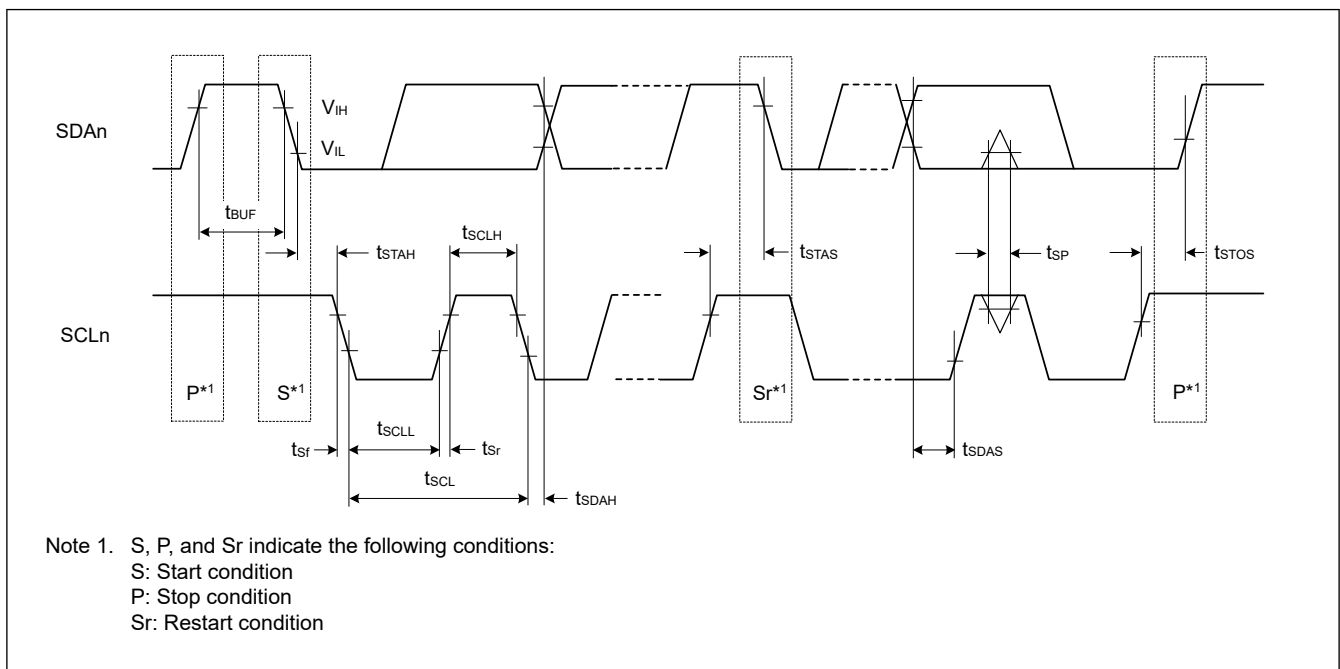 SDAn
VIH
VIL
tBUF
tSTAH
tSCLH
tSTAS
tSP
tSTOS
SCLn
P*1
S*1
Sr*1
P*1
tSf
tSCLL
tSr
tSDAS
tSCL
tSDAH
Note 1. S, P, and Sr indicate the following conditions:
S: Start condition
P: Stop condition
Sr: Restart condition